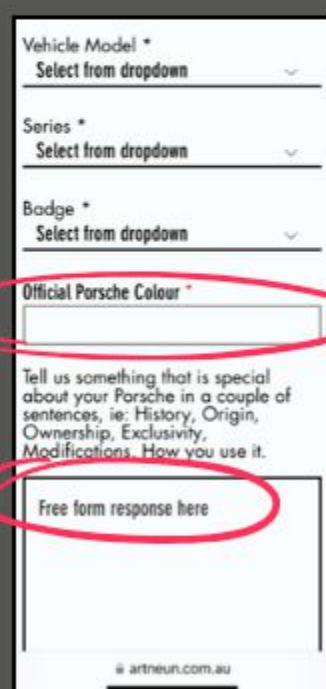 Vehicle Model *
Select from dropdown
Series *
Select from dropdown
Badge *
Select from dropdown
Official Porsche Colour *
Tell us something that is special
about your Porsche in a couple of
sentences, ie: History, Origin,
Ownership, Exclusivity,
Modifications. How you use it.
Free form response here
artneun.com.au